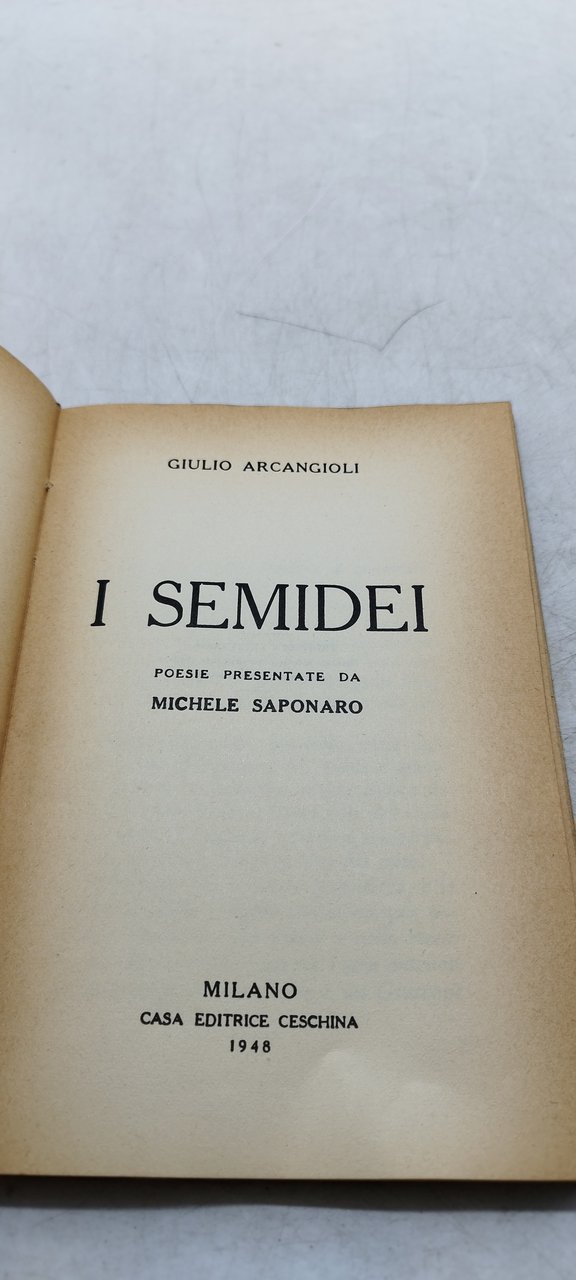 GIULIO ARCANGIOLI
I SEMIDEI
POESIE PRESENTATE DA
MICHELE SAPONARO
MILANO
CASA EDITRICE CESCHINA
1948